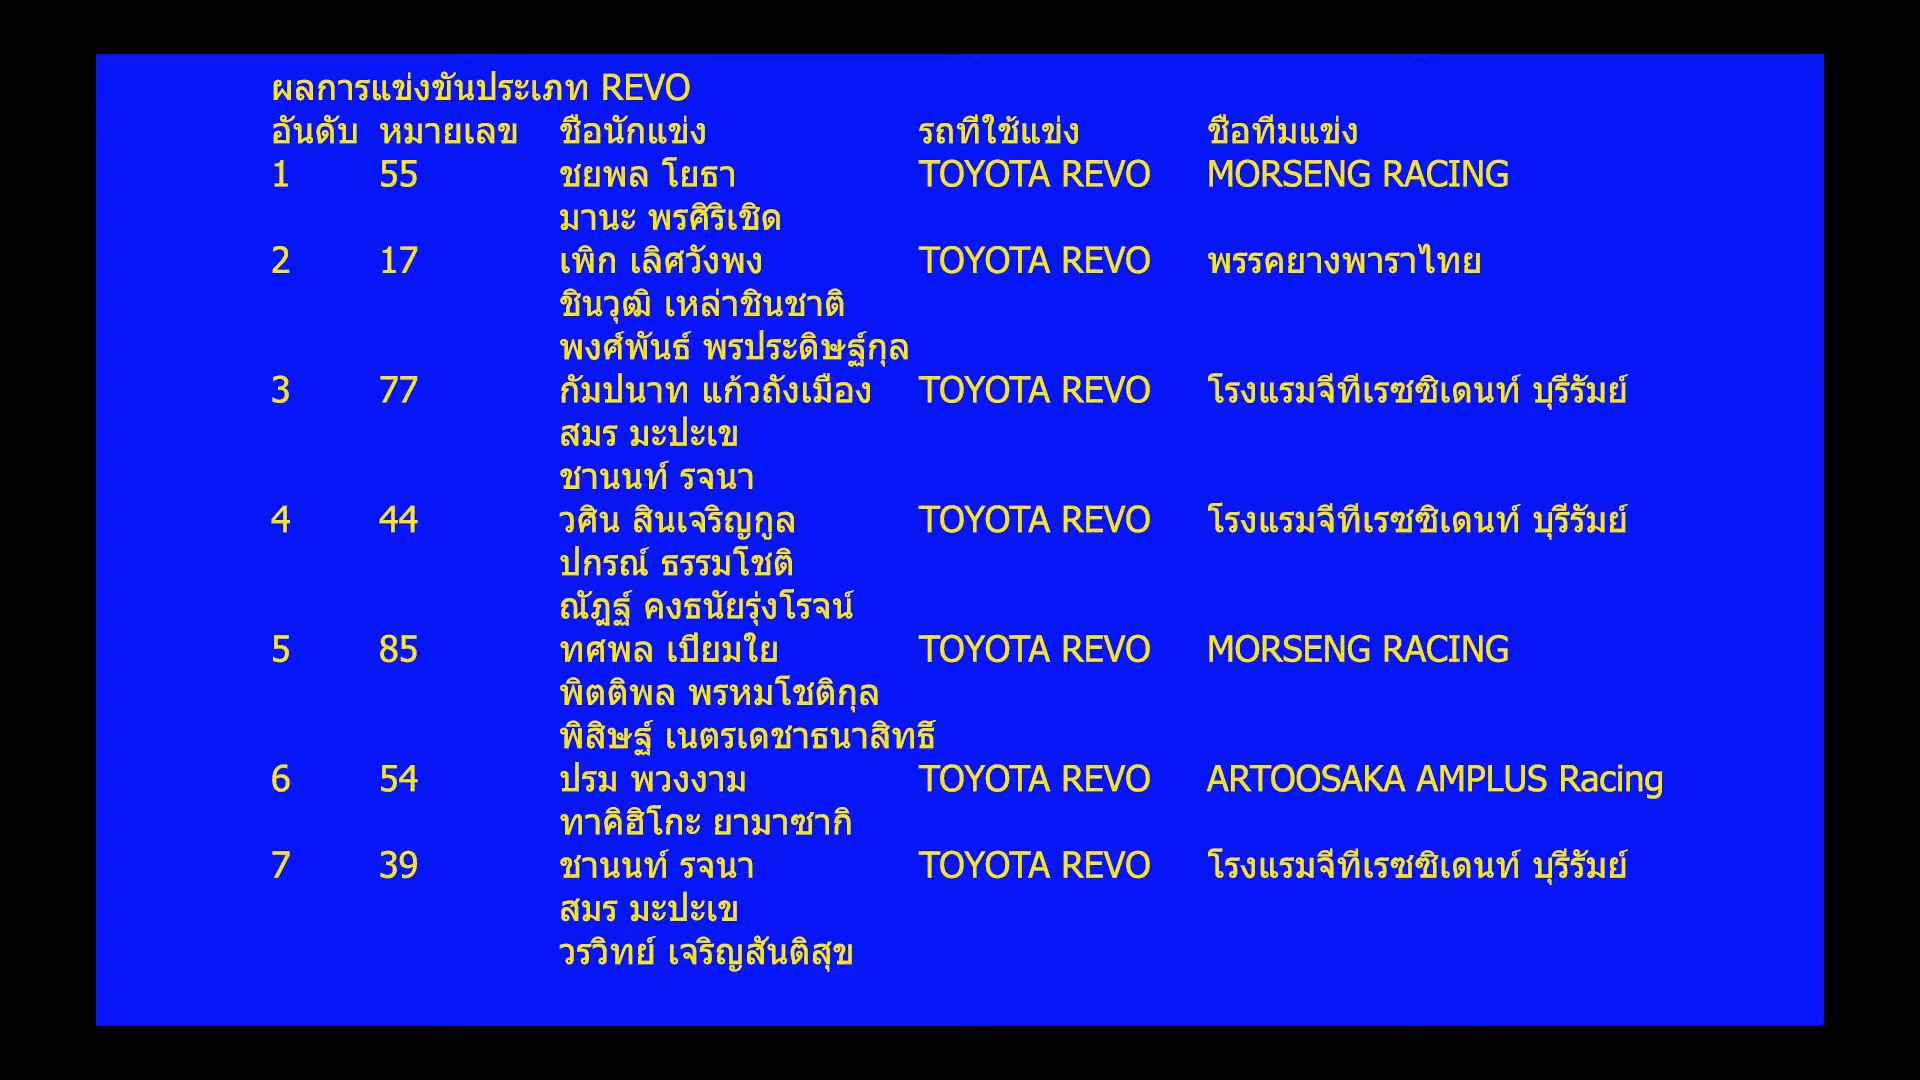 ผลการแข่งขันประเภท REVO
อันดับ หมายเลข ชื่อนักแข่ง รถที่ใช้แข่ง ชื่อทีมแข่ง
1 55 ชยพล โยธา TOYOTA REVO MORSENG RACING
มานะ พรศิริเชิด
2 17 เพิก เลิศวังพง TOYOTA REVO พรรคยางพาราไทย
ชินวุฒิ เหล่าชินชาติ
พงศ์พันธ์ พรประดิษฐ์กุล
3 77 กัมปนาท แก้วถังเมือง TOYOTA REVO โรงแรมจีทีเรซซิเดนท์ บุรีรัมย์
สมร มะปะเข
ชานนท์ รจนา
4 44 วศิน สินเจริญกูล TOYOTA REVO โรงแรมจีทีเรซซิเดนท์ บุรีรัมย์
ปกรณ์ ธรรมโชติ
ณัฏฐ์ คงธนัยรุ่งโรจน์
5 85 ทศพล เปียมใย TOYOTA REVO MORSENG RACING
พิตติพล พรหมโชติกุล
พิสิษฐ์ เนตรเดชาธนาสิทธิ์
6 54 ปรม พวงงาม TOYOTA REVO ARTOOSAKA AMPLUS Racing
ทาคิฮิโกะ ยามาซากิ
7 39 ชานนท์ รจนา TOYOTA REVO โรงแรมจีทีเรซซิเดนท์ บุรีรัมย์
สมร มะปะเข
วรวิทย์ เจริญสันติสุข